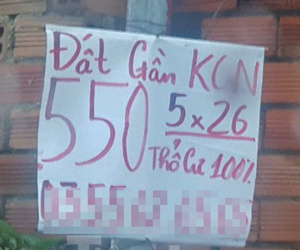 Đất Gần KCN
550 5x26
Thổ Cư 100%